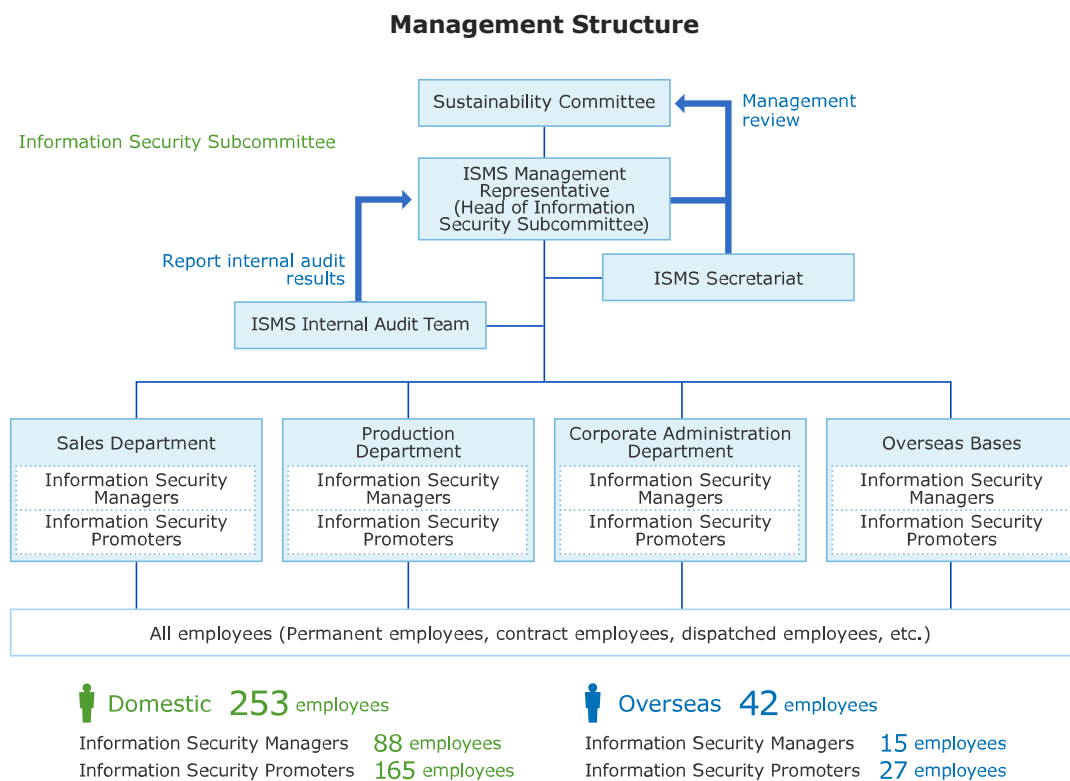 Management Structure
Sustainability Committee
Management
review
Information Security Subcommittee
ISMS Management
Representative
(Head of Information
Security Subcommittee)
Report internal audit
results
ISMS Secretariat
ISMS Internal Audit Team
Sales Department
Information Security
Managers
Information Security
Promoters
Production
Department
Information Security
Managers
Information Security
Promoters
Corporate Administration
Department
Information Security
Managers
Information Security
Promoters
Overseas Bases
Information Security
Managers
Information Security
Promoters
All employees (Permanent employees, contract employees, dispatched employees, etc.)
Domestic 253 employees
Information Security Managers 88 employees
Information Security Promoters 165 employees
Overseas 42 employees
Information Security Managers 15 employees
Information Security Promoters 27 employees